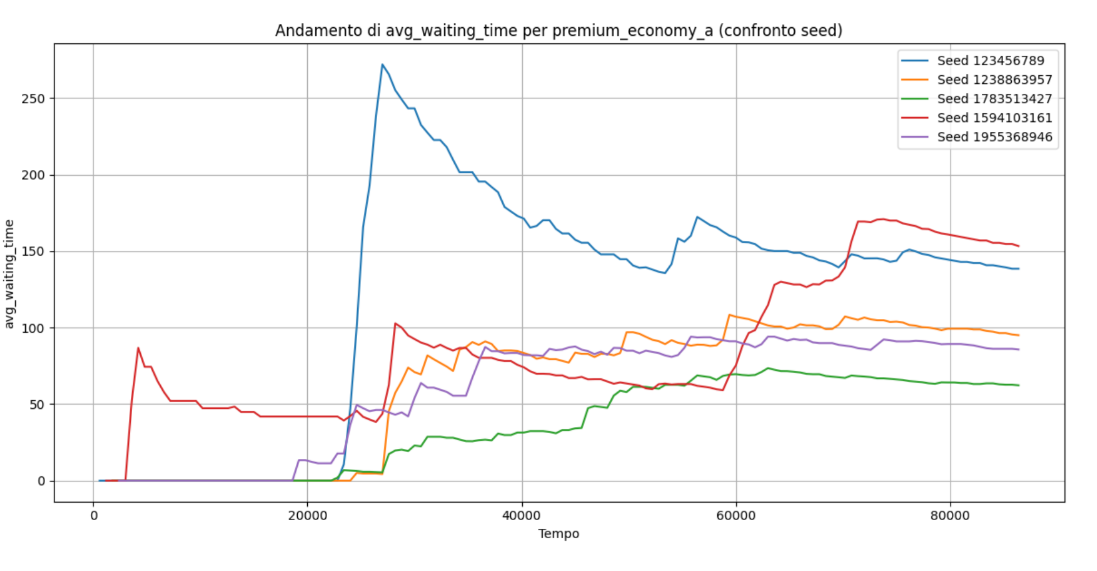 Andamento di avg_waiting_time per premium_economy_a (confronto seed)
Seed 123456789
Seed 1238863957
Seed 1783513427
Seed 1594103161
Seed 1955368946
avg_waiting_time
250
200
150
100
50
0
0 20000 40000 60000 80000
Tempo